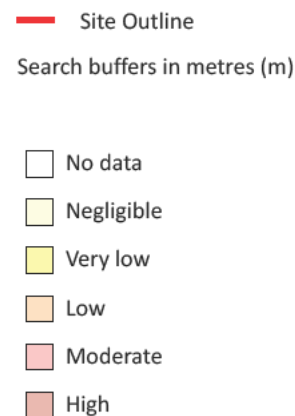 Site Outline
Search buffers in metres (m)
No data
Negligible
Very low
Low
Moderate
High